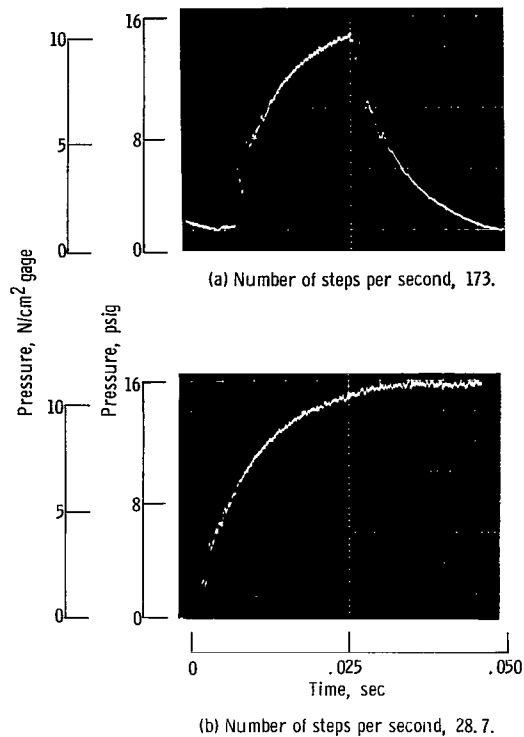 16
10
8
5
0
0
(a) Number of steps per second, 173.
Pressure, N/cm² gage
Pressure, psig
16
10
8
5
0
0
0 .025 .050
Time, sec
(b) Number of steps per second, 28.7.